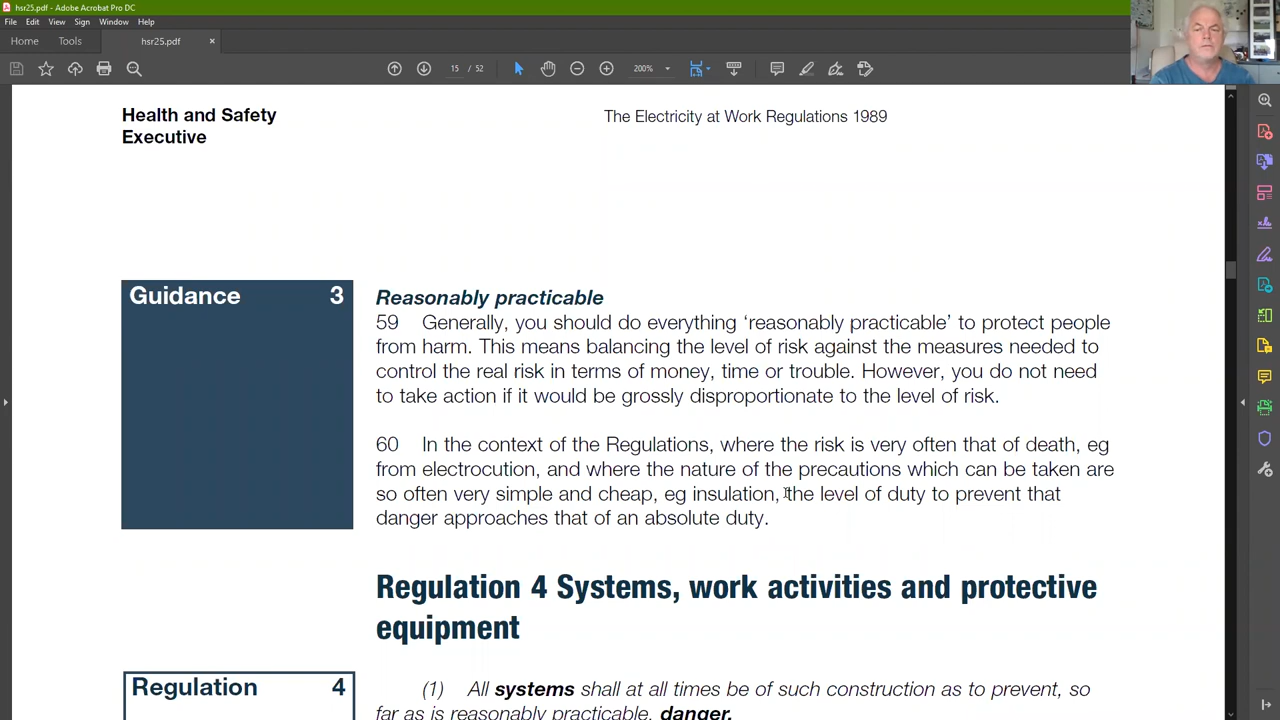 hsr25.pdf - Adobe Acrobat Pro DC
File Edit View Sign Window Help
Home Tools hsr25.pdf ×
15 / 52 200%
Health and Safety
Executive
The Electricity at Work Regulations 1989
Guidance 3
Reasonably practicable
59 Generally, you should do everything ‘reasonably practicable’ to protect people
from harm. This means balancing the level of risk against the measures needed to
control the real risk in terms of money, time or trouble. However, you do not need
to take action if it would be grossly disproportionate to the level of risk.
60 In the context of the Regulations, where the risk is very often that of death, eg
from electrocution, and where the nature of the precautions which can be taken are
so often very simple and cheap, eg insulation, the level of duty to prevent that
danger approaches that of an absolute duty.
Regulation 4 Systems, work activities and protective
equipment
Regulation 4
(1) All systems shall at all times be of such construction as to prevent, so
far as is reasonably practicable, danger.